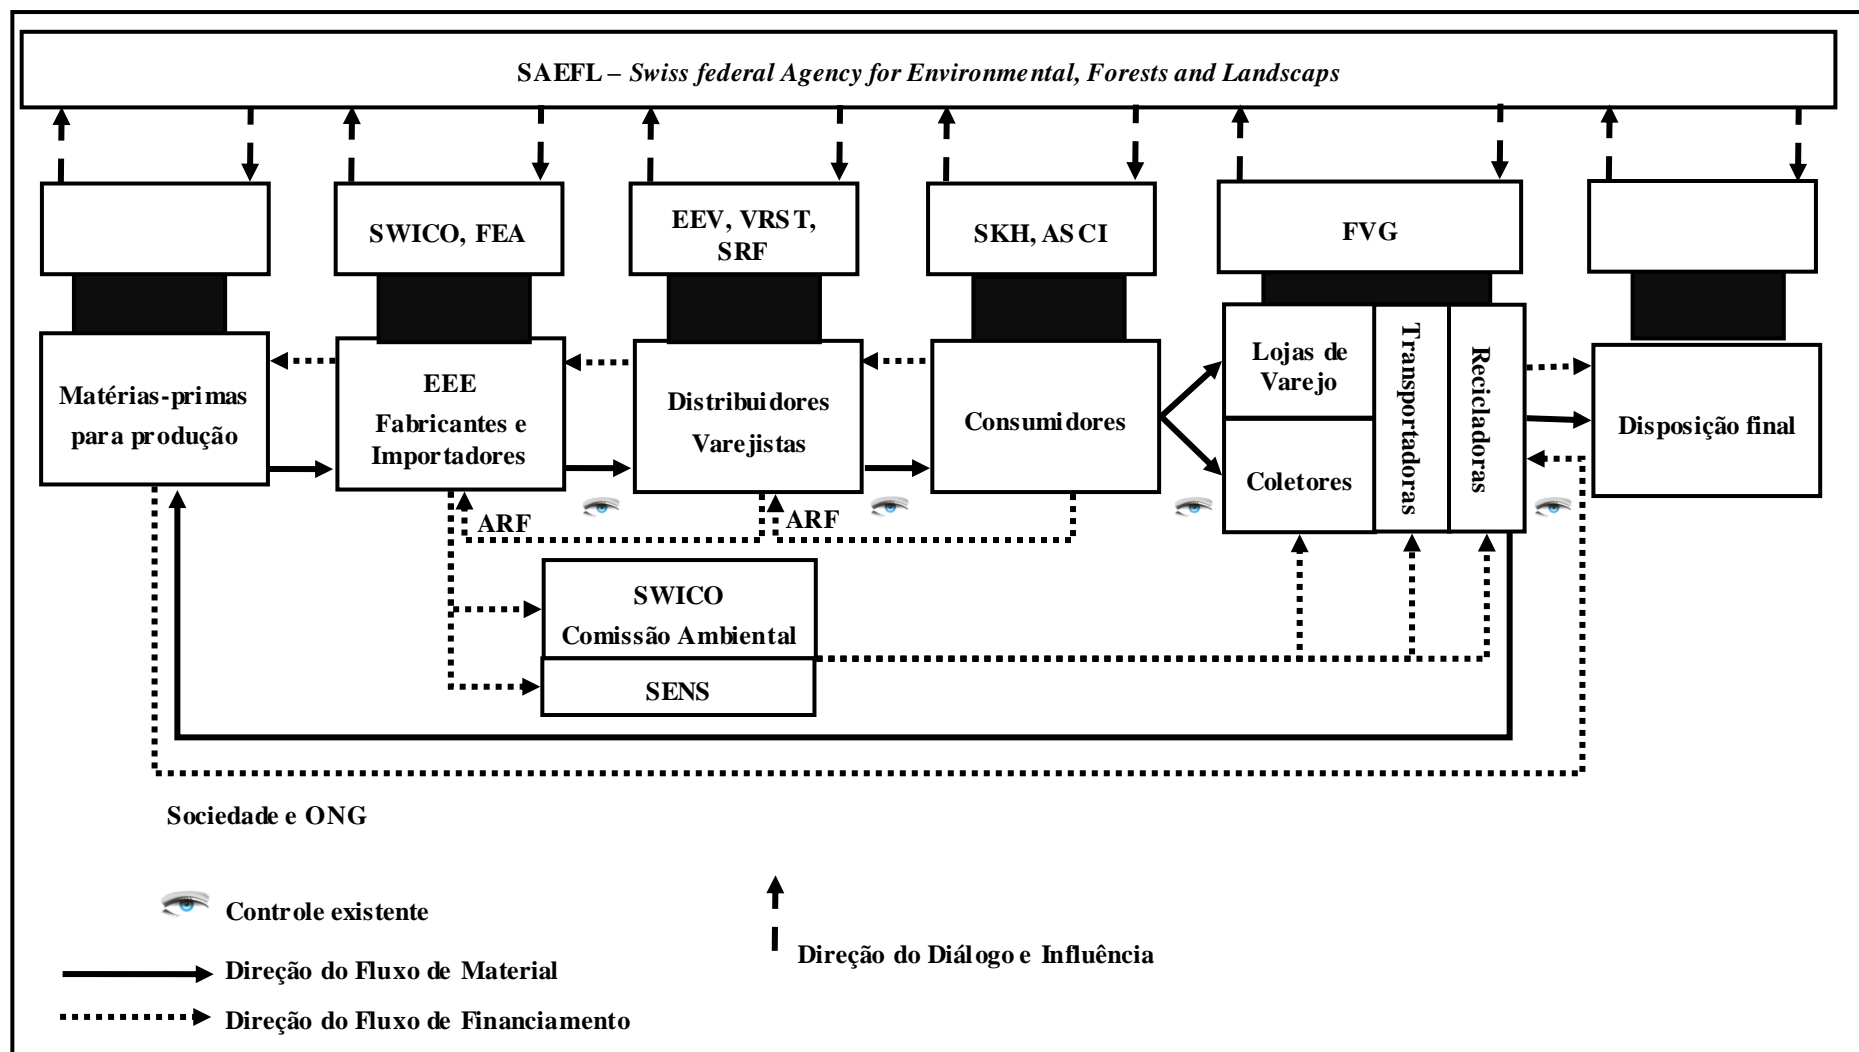 SAEFL – Swiss federal Agency for Environmental, Forests and Landscaps
SWICO, FEA
EEV, VRST,
SRF
SKH, ASCI
FVG
Matérias-primas
para produção
EEE
Fabricantes e
Importadores
Distribuidores
Varejistas
Consumidores
Lojas de
Varejo
Coletores
Transportadoras
Recicladoras
Disposição final
ARF
ARF
SWICO
Comissão Ambiental
SENS
Sociedade e ONG
Controle existente
Direção do Diálogo e Influência
Direção do Fluxo de Material
Direção do Fluxo de Financiamento